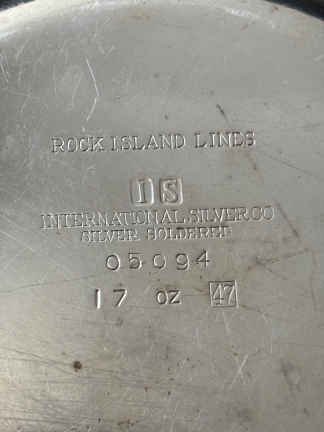 ROCK ISLAND LINES
IS
INTERNATIONAL SILVER CO
SILVER SOLDERED
05094
17 OZ 47